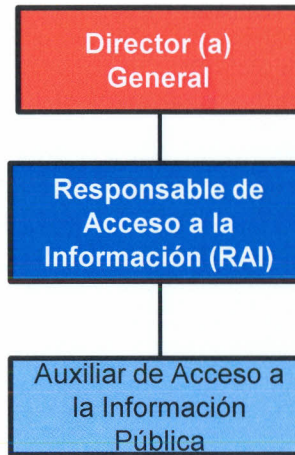 Director (a)
General
Responsable de
Acceso a la
Información (RAI)
Auxiliar de Acceso a
la Información
Pública